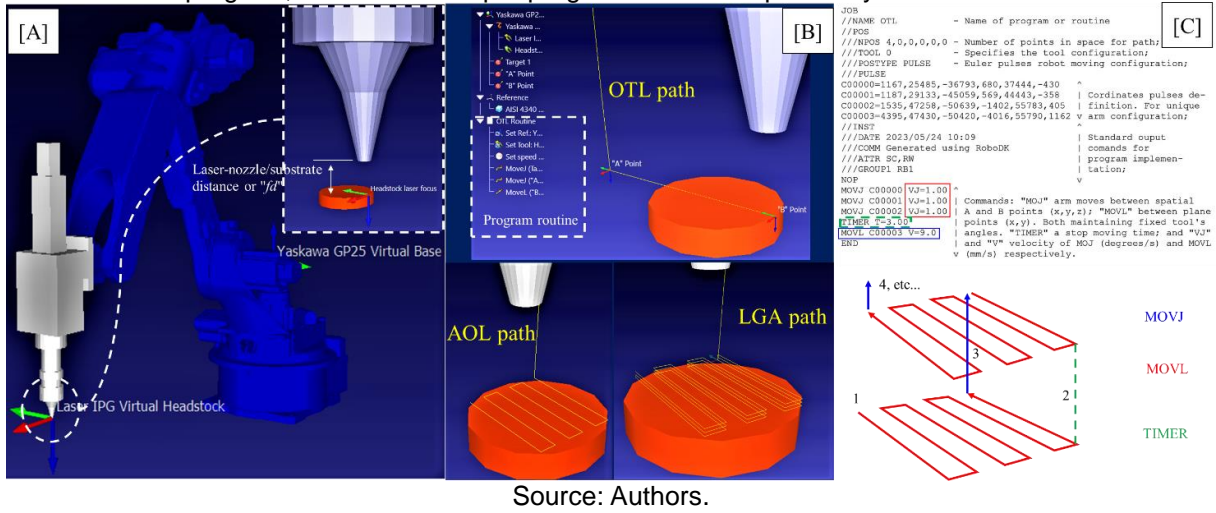 [A]
Laser-nozzle/substrate
distance or "fd"
Headstock laser focus
Yaskawa GP25 Virtual Base
Laser IPG Virtual Headstock
[B]
Yaskawa GP2...
Yaskawa ...
Laser I...
Headst...
Target 1
"A" Point
"B" Point
Reference
AISI 4340 ...
OTL Routine
Set Ref.: Y...
Set Tool: H...
Set speed ...
MoveJ (Ta...
MoveJ ("A...
MoveL ("B...
Program routine
OTL path
"A" Point
"B" Point
AOL path
LGA path
[C]
JOB
//NAME OTL - Name of program or routine
//POS
///NPOS 4,0,0,0,0,0 - Number of points in space for path;
///TOOL 0 - Specifies the tool configuration;
///POSTYPE PULSE - Euler pulses robot moving configuration;
///PULSE
C00000=1167,25485,-36793,680,37444,-430 ^
C00001=1187,29133,-45059,569,44443,-358 | Cordinates pulses de-
C00002=1535,47258,-50639,-1402,55783,405 | finition. For unique
C00003=4395,47430,-50420,-4016,55790,1162 v arm configuration;
//INST ^
///DATE 2023/05/24 10:09 | Standard ouput
///COMM Generated using RoboDK | comands for
///ATTR SC,RW | program implemen-
///GROUP1 RB1 | tation;
NOP v
MOVJ C00000 VJ=1.00 ^
MOVJ C00001 VJ=1.00 | Commands: "MOJ" arm moves between spatial
MOVJ C00002 VJ=1.00 | A and B points (x,y,z); "MOVL" between plane
TIMER T=3.00 | points (x,y). Both maintaining fixed tool's
MOVL C00003 V=9.0 | angles. "TIMER" a stop moving time; and "VJ"
END | and "V" velocity of MOJ (degrees/s) and MOVL
v (mm/s) respectively.
4, etc...
3
1
2
MOVJ
MOVL
TIMER
Source: Authors.